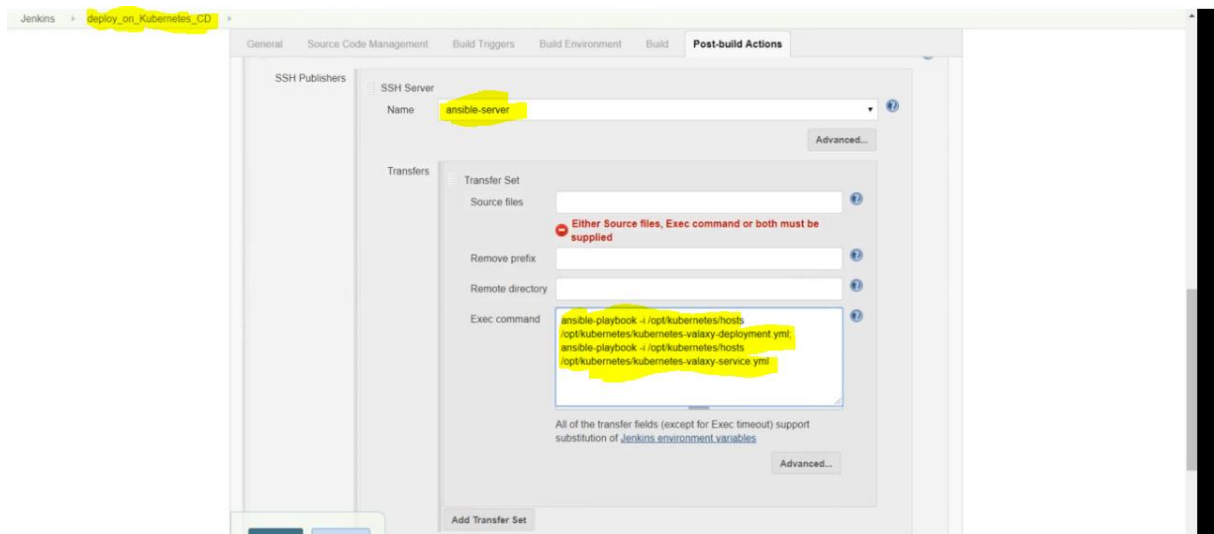 Jenkins deploy_on_Kubernetes_CD
General Source Code Management Build Triggers Build Environment Build Post-build Actions
SSH Publishers
SSH Server
Name ansible-server
Advanced...
Transfers
Transfer Set
Source files
Either Source files, Exec command or both must be
supplied
Remove prefix
Remote directory
Exec command
ansible-playbook -i /opt/kubernetes/hosts
/opt/kubernetes/kubernetes-valaxy-deployment.yml;
ansible-playbook -i /opt/kubernetes/hosts
/opt/kubernetes/kubernetes-valaxy-service.yml
All of the transfer fields (except for Exec timeout) support
substitution of Jenkins environment variables
Advanced...
Add Transfer Set